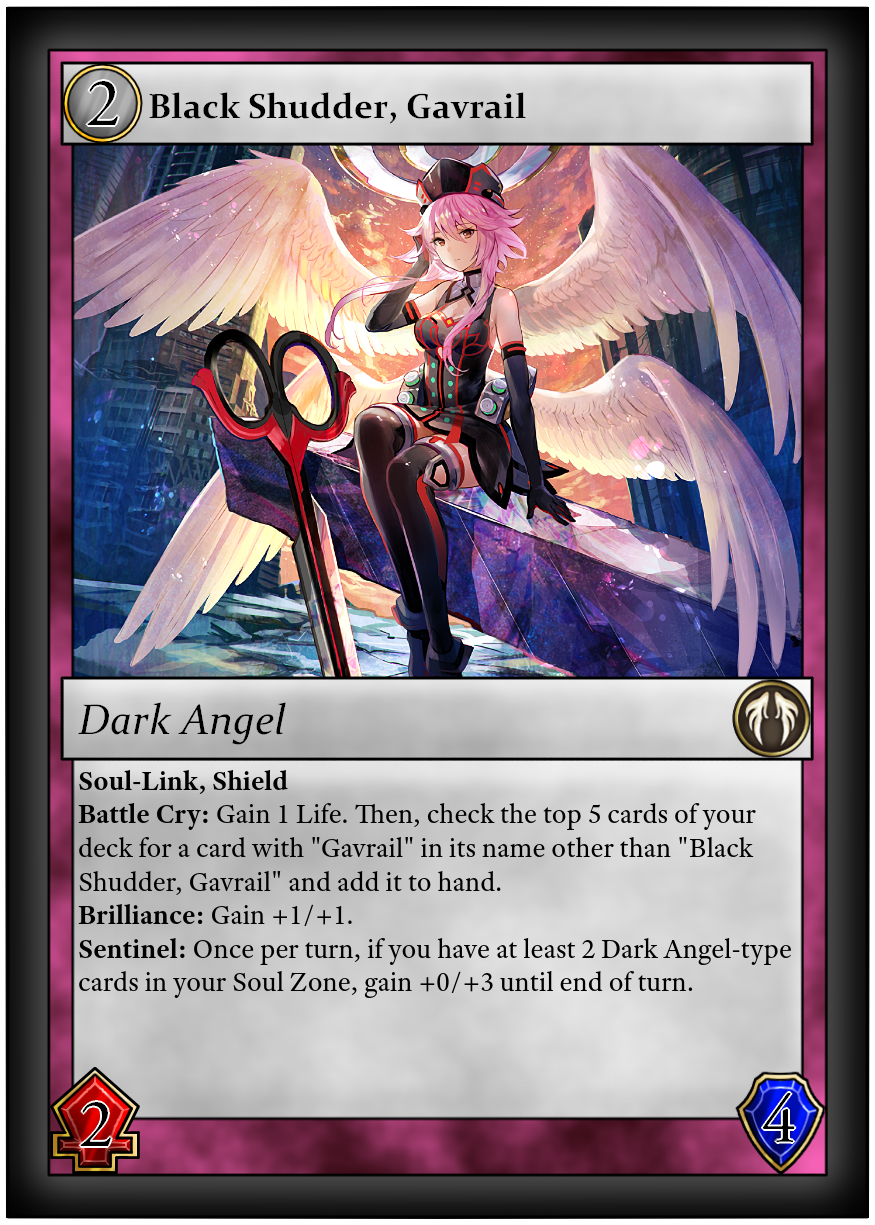 2 Black Shudder, Gavrail
Dark Angel
Soul-Link, Shield
Battle Cry: Gain 1 Life. Then, check the top 5 cards of your
deck for a card with "Gavrail" in its name other than "Black
Shudder, Gavrail" and add it to hand.
Brilliance: Gain +1/+1.
Sentinel: Once per turn, if you have at least 2 Dark Angel-type
cards in your Soul Zone, gain +0/+3 until end of turn.
2 4